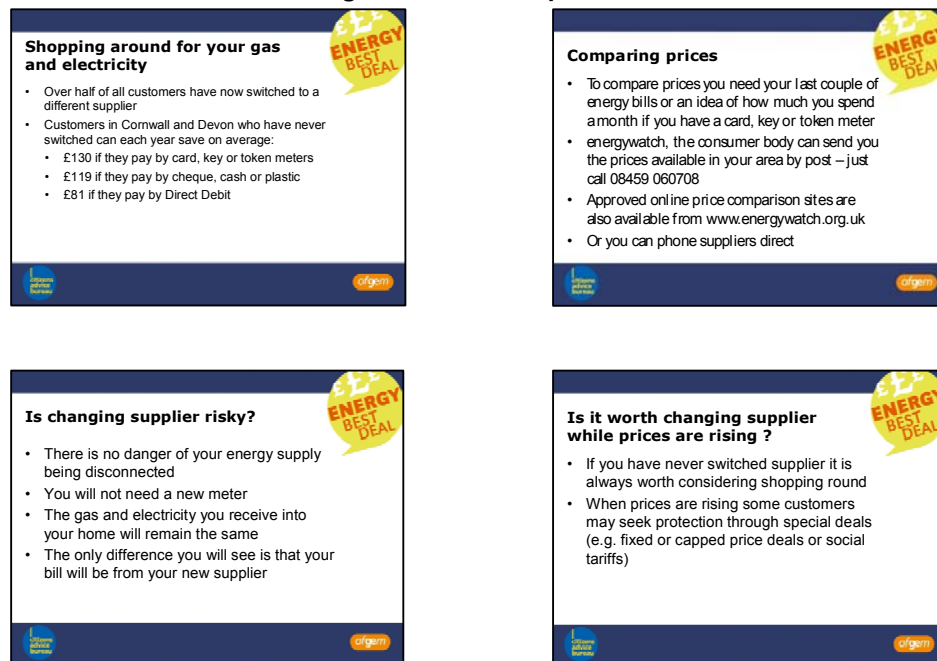 £££
ENERGY
BEST
DEAL
Shopping around for your gas
and electricity
• Over half of all customers have now switched to a
different supplier
• Customers in Cornwall and Devon who have never
switched can each year save on average:
• £130 if they pay by card, key or token meters
• £119 if they pay by cheque, cash or plastic
• £81 if they pay by Direct Debit
citizens
advice
bureau
ofgem
£££
ENERGY
BEST
DEAL
Comparing prices
• To compare prices you need your last couple of
energy bills or an idea of how much you spend
a month if you have a card, key or token meter
• energywatch, the consumer body can send you
the prices available in your area by post – just
call 08459 060708
• Approved online price comparison sites are
also available from www.energywatch.org.uk
• Or you can phone suppliers direct
citizens
advice
bureau
ofgem
£££
ENERGY
BEST
DEAL
Is changing supplier risky?
• There is no danger of your energy supply
being disconnected
• You will not need a new meter
• The gas and electricity you receive into
your home will remain the same
• The only difference you will see is that your
bill will be from your new supplier
citizens
advice
bureau
ofgem
£££
ENERGY
BEST
DEAL
Is it worth changing supplier
while prices are rising ?
• If you have never switched supplier it is
always worth considering shopping round
• When prices are rising some customers
may seek protection through special deals
(e.g. fixed or capped price deals or social
tariffs)
citizens
advice
bureau
ofgem